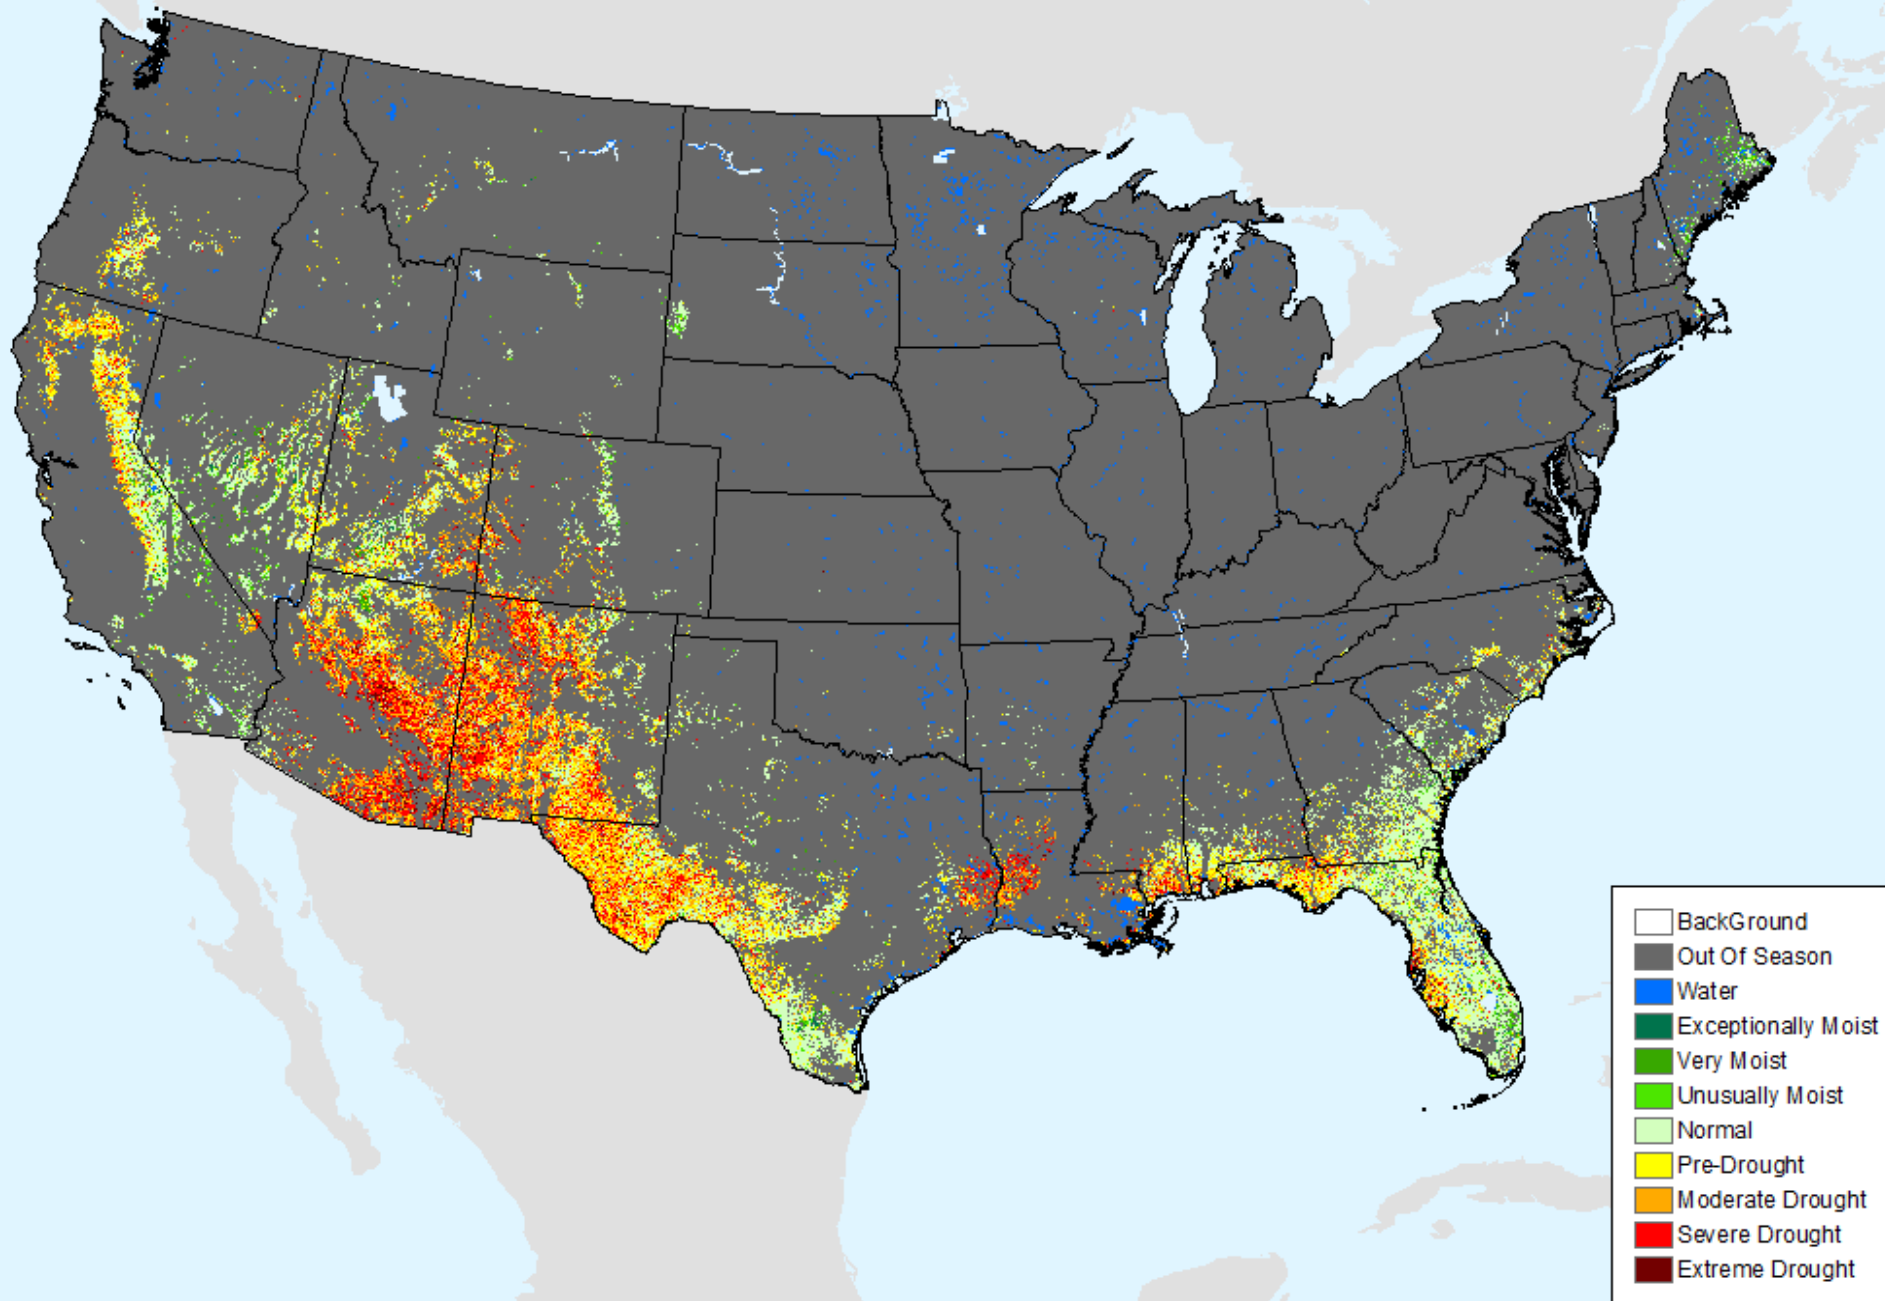 BackGround
Out Of Season
Water
Exceptionally Moist
Very Moist
Unusually Moist
Normal
Pre-Drought
Moderate Drought
Severe Drought
Extreme Drought